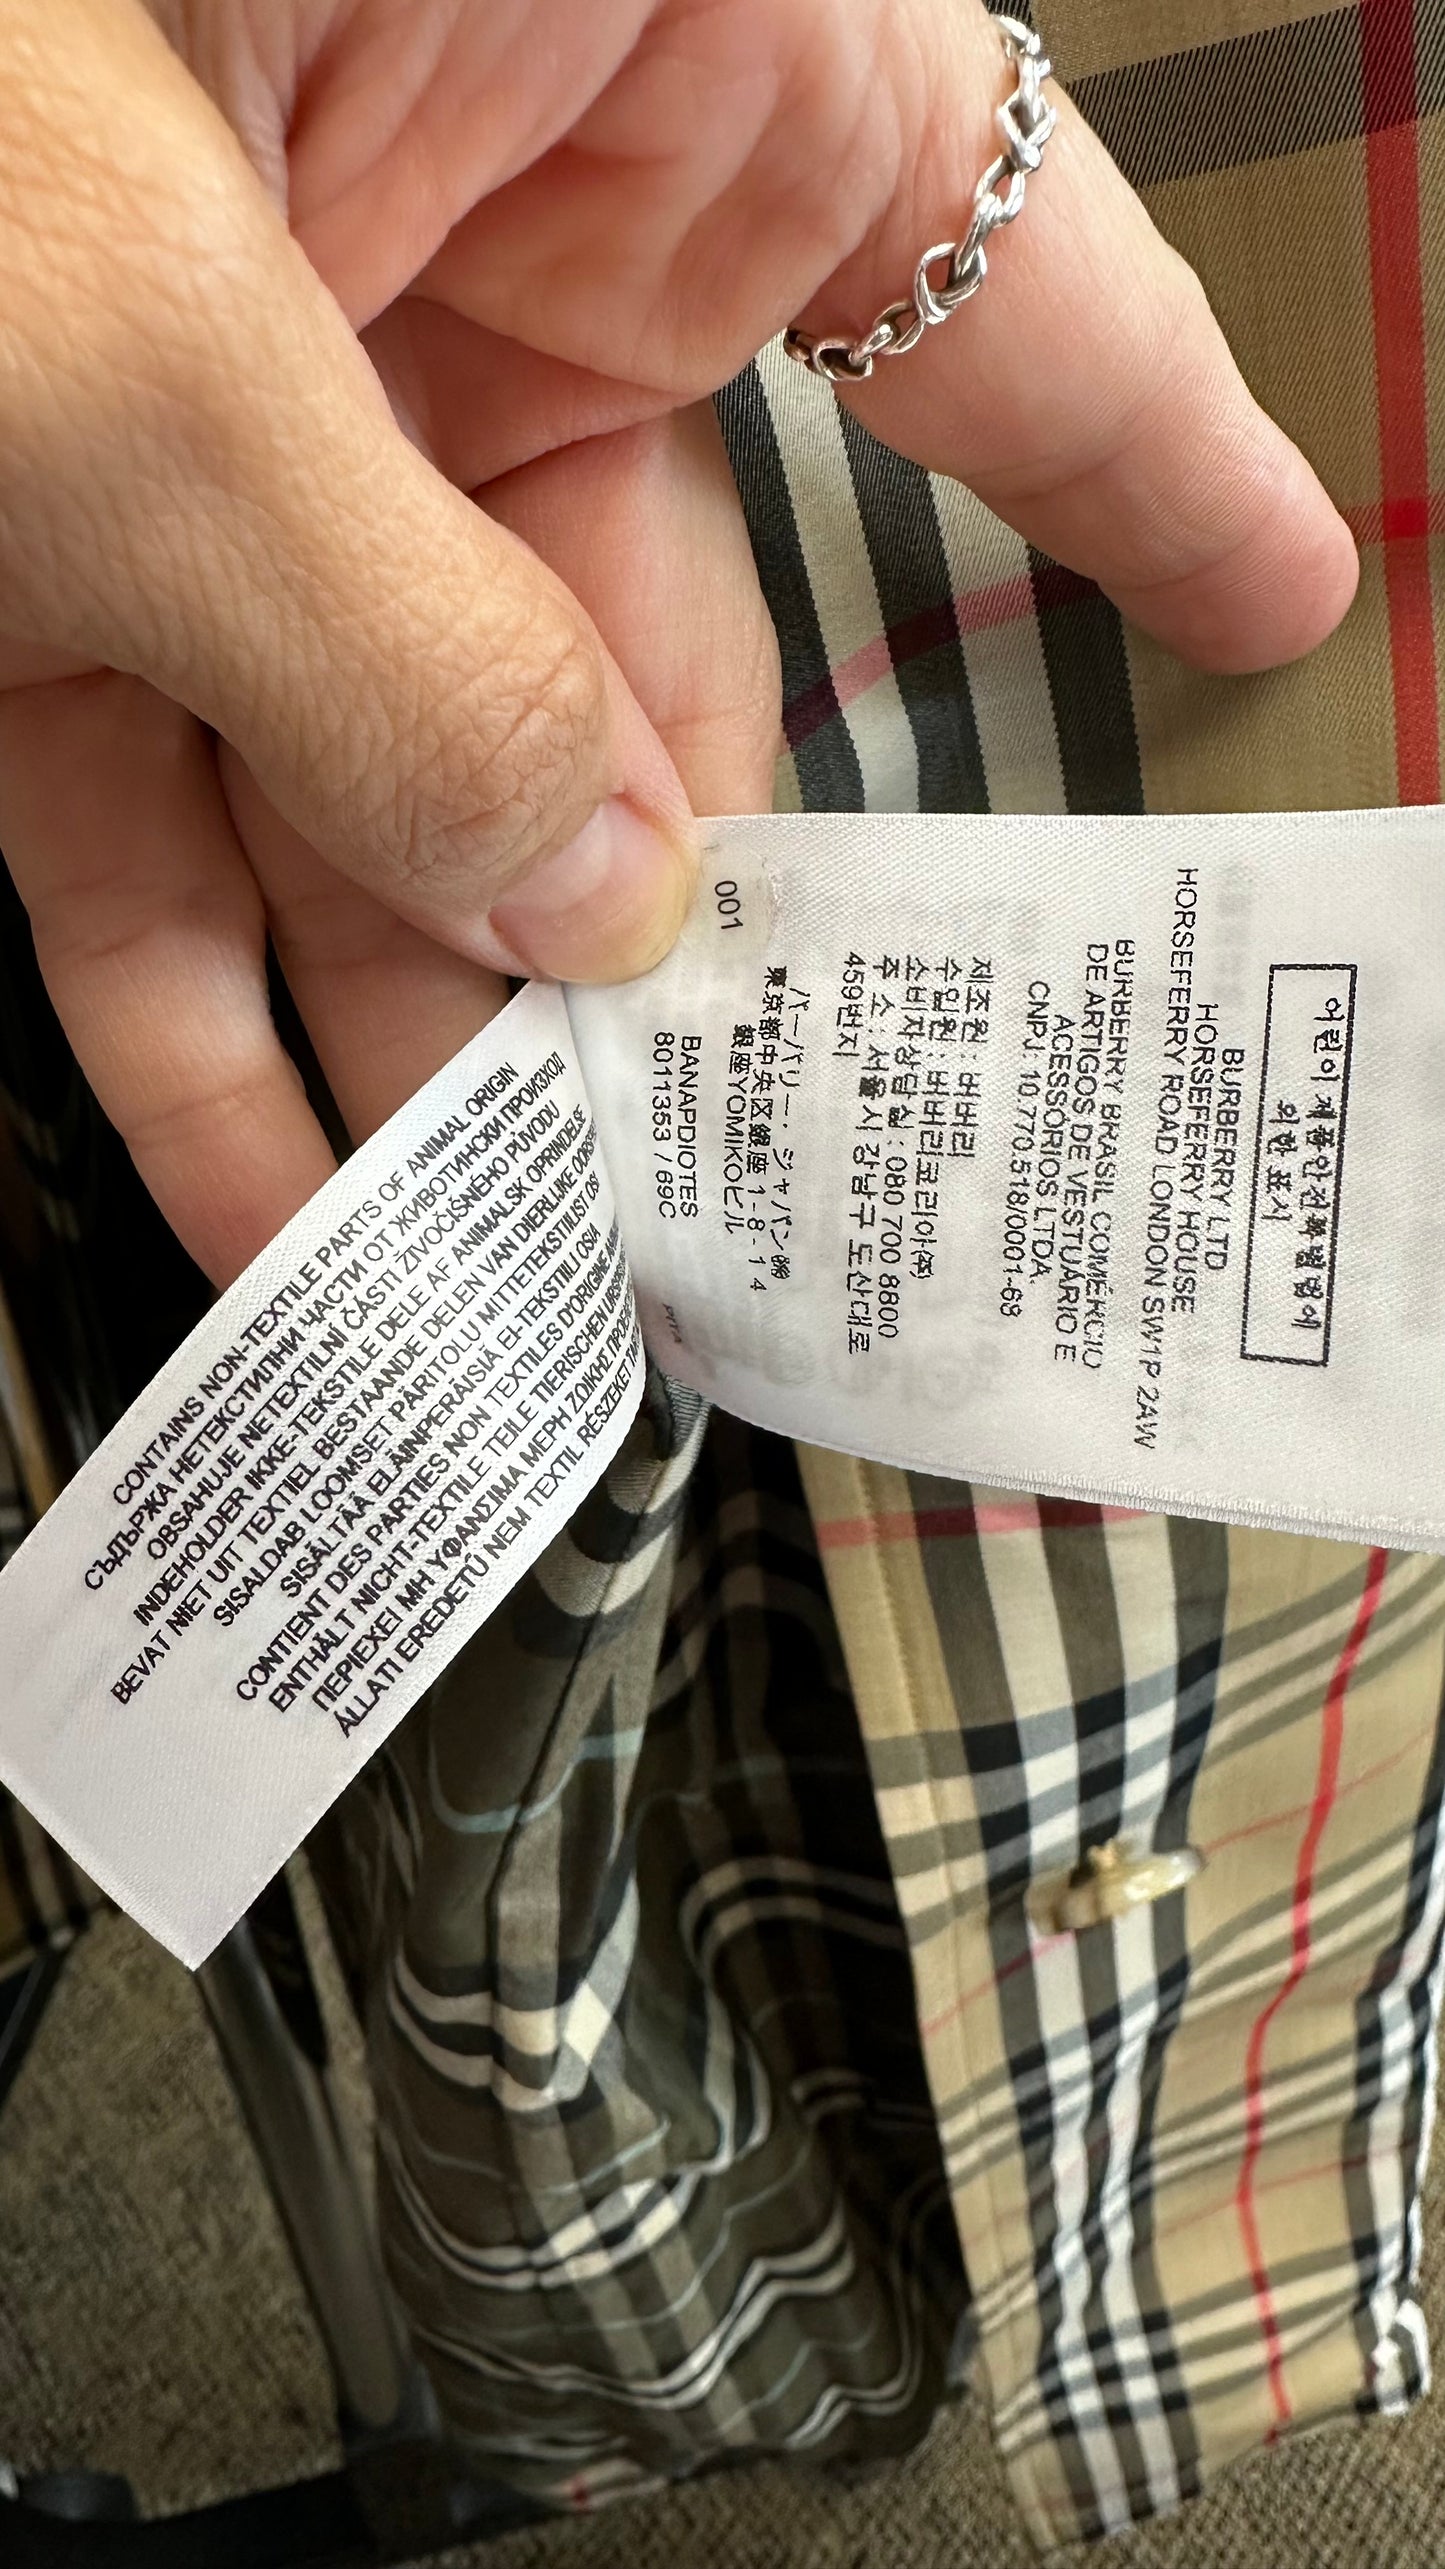 어린이제품안전특별법에
의한 표시
BURBERRY LTD
HORSEFERRY HOUSE
HORSEFERRY ROAD LONDON SW1P 2AW
BURBERRY BRASIL COMÉRCIO
DE ARTIGOS DE VESTUÁRIO E
ACESSÓRIOS LTDA.
CNPJ: 10.770.518/0001-68
제조원 : 버버리
수입원 : 버버리코리아(주)
소비자상담실 : 080 700 8800
주 소 : 서울시 강남구 도산대로
459번지
バーバリー・ジャパン㈱
東京都中央区銀座1-8-14
銀座YOMIKOビル
BANAPDIOTES
8011353 / 69C
001
CONTAINS NON-TEXTILE PARTS OF ANIMAL ORIGIN
СЪДЪРЖА НЕТЕКСТИЛНИ ЧАСТИ ОТ ЖИВОТИНСКИ ПРОИЗХОД
OBSAHUJE NETEXTILNÍ ČÁSTI ŽIVOČIŠNÉHO PŮVODU
INDEHOLDER IKKE-TEKSTILE DELE AF ANIMALSK OPRINDELSE
BEVAT NIET UIT TEXTIEL BESTAANDE DELEN VAN DIERLIJKE
SISALDAB LOOMSET PÄRITOLU MITTETEKSTIILIST OSI
SISÄLTÄÄ ELÄINPERÄISIÄ EI-TEKSTIILI OSIA
CONTIENT DES PARTIES NON TEXTILES D'ORIGINE
ENTHÄLT NICHT-TEXTILE TEILE TIERISCHEN
ΠΕΡΙΕΧΕΙ ΜΗ ΥΦΑΝΣΙΜΑ ΜΕΡΗ ΖΩΙΚΗΣ
ÁLLATI EREDETŰ NEM TEXTIL RÉSZEKET